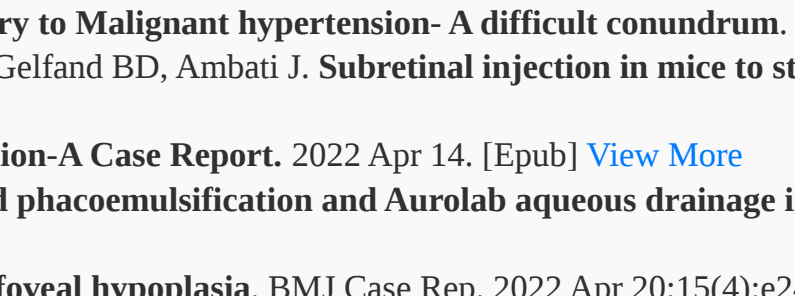 ry to Malignant hypertension- A difficult conundrum.
Gelfand BD, Ambati J. Subretinal injection in mice to st
ion-A Case Report. 2022 Apr 14. [Epub] View More
d phacoemulsification and Aurolab aqueous drainage i
foveal hypoplasia. BMJ Case Rep. 2022 Apr 20;15(4):e24